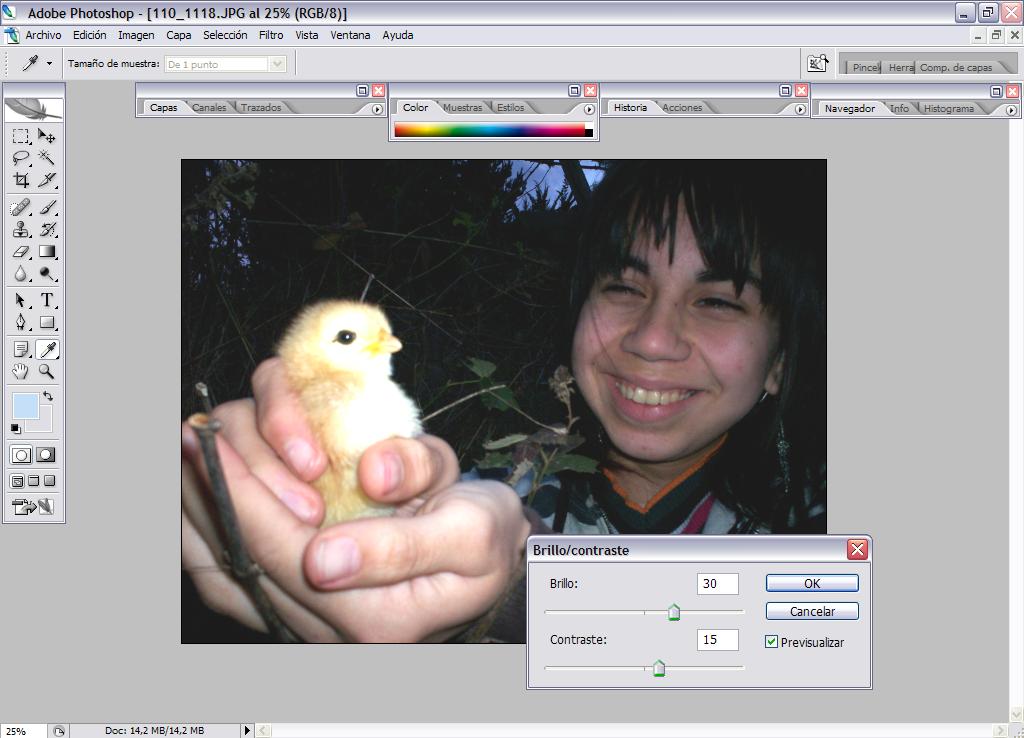 Adobe Photoshop - [110_1118.JPG al 25% (RGB/8)]
Archivo Edición Imagen Capa Selección Filtro Vista Ventana Ayuda
Tamaño de muestra: De 1 punto
Pincel Herra Comp. de capas
Capas Canales Trazados
Color Muestras Estilos
Historia Acciones
Navegador Info Histograma
T
Brillo/contraste
Brillo: 30
OK
Cancelar
Contraste: 15
Previsualizar
25% Doc: 14,2 MB/14,2 MB